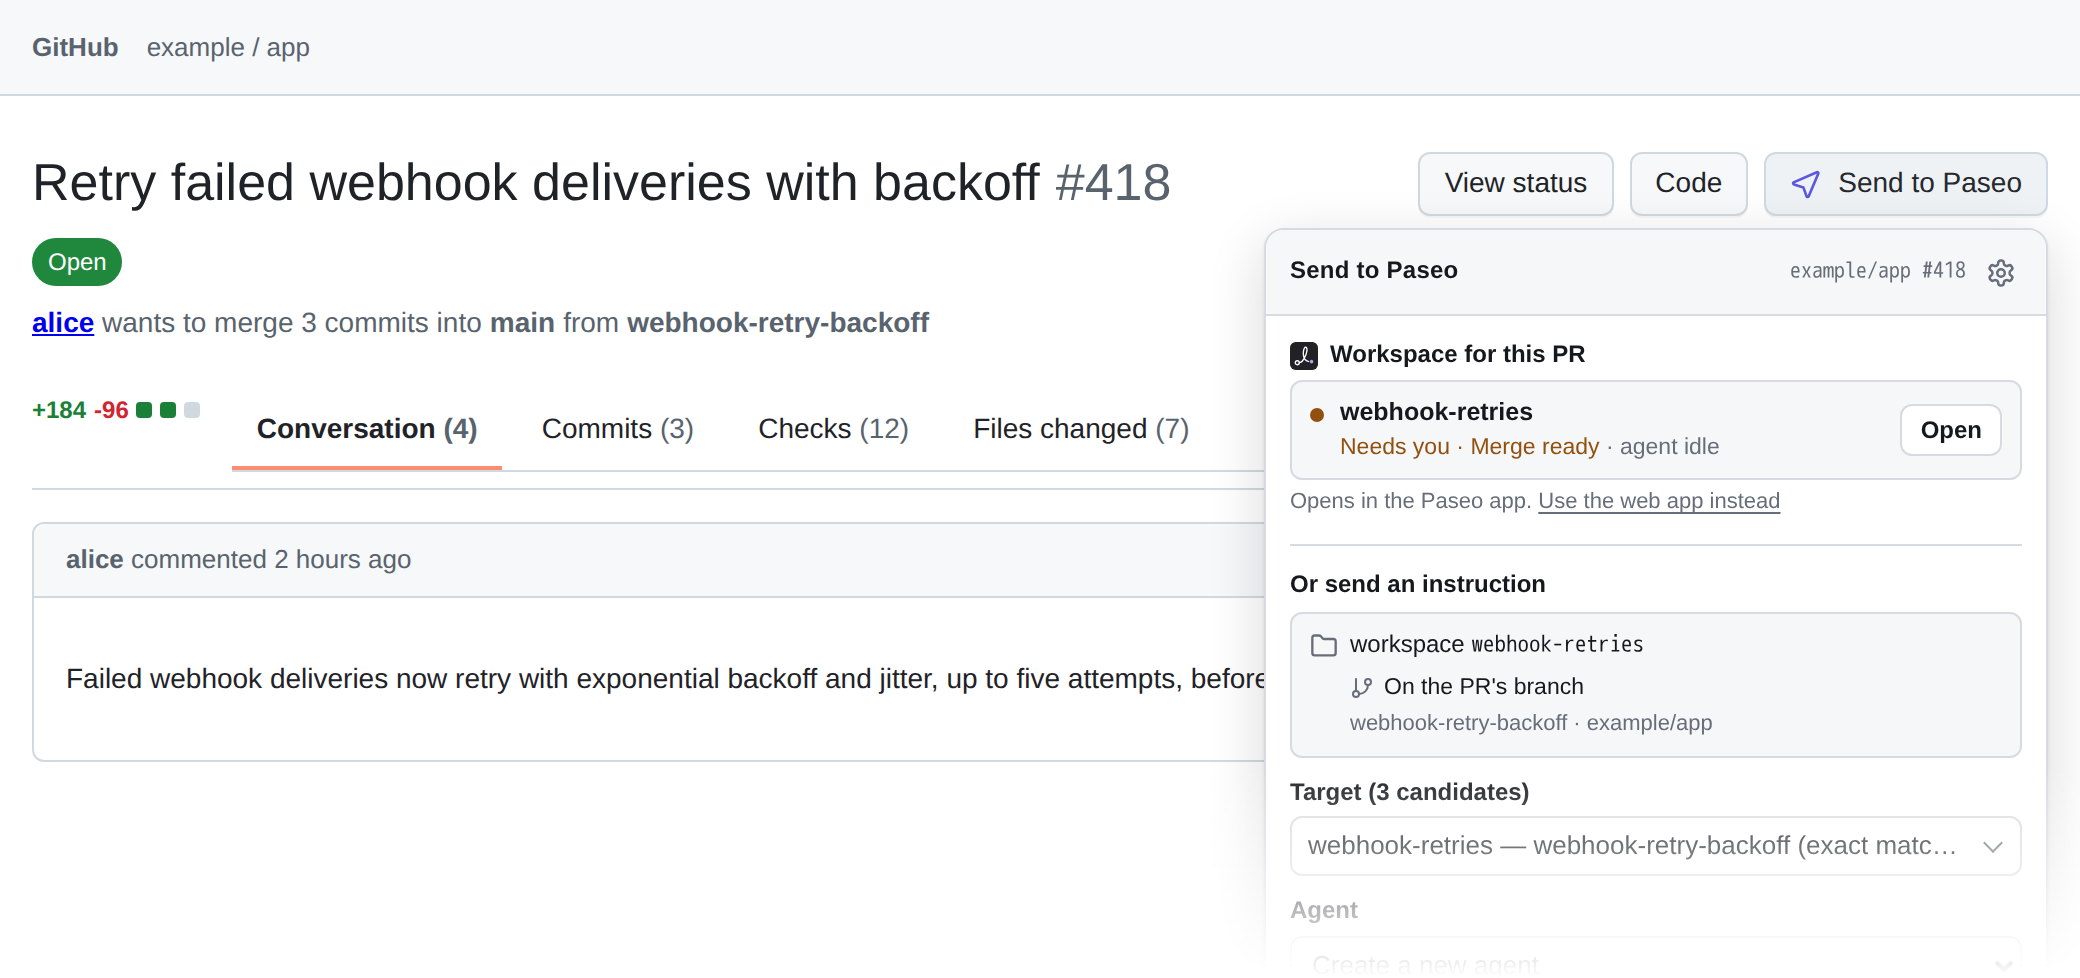 GitHub example / app
Retry failed webhook deliveries with backoff #418
View status
Code
Send to Paseo
Open
alice wants to merge 3 commits into main from webhook-retry-backoff
+184 -96
Conversation (4)
Commits (3)
Checks (12)
Files changed (7)
alice commented 2 hours ago
Failed webhook deliveries now retry with exponential backoff and jitter, up to five attempts, before
Send to Paseo
example/app #418
Workspace for this PR
webhook-retries
Needs you · Merge ready · agent idle
Open
Opens in the Paseo app. Use the web app instead
Or send an instruction
workspace webhook-retries
On the PR's branch
webhook-retry-backoff · example/app
Target (3 candidates)
webhook-retries — webhook-retry-backoff (exact matc…
Agent
Create a new agent